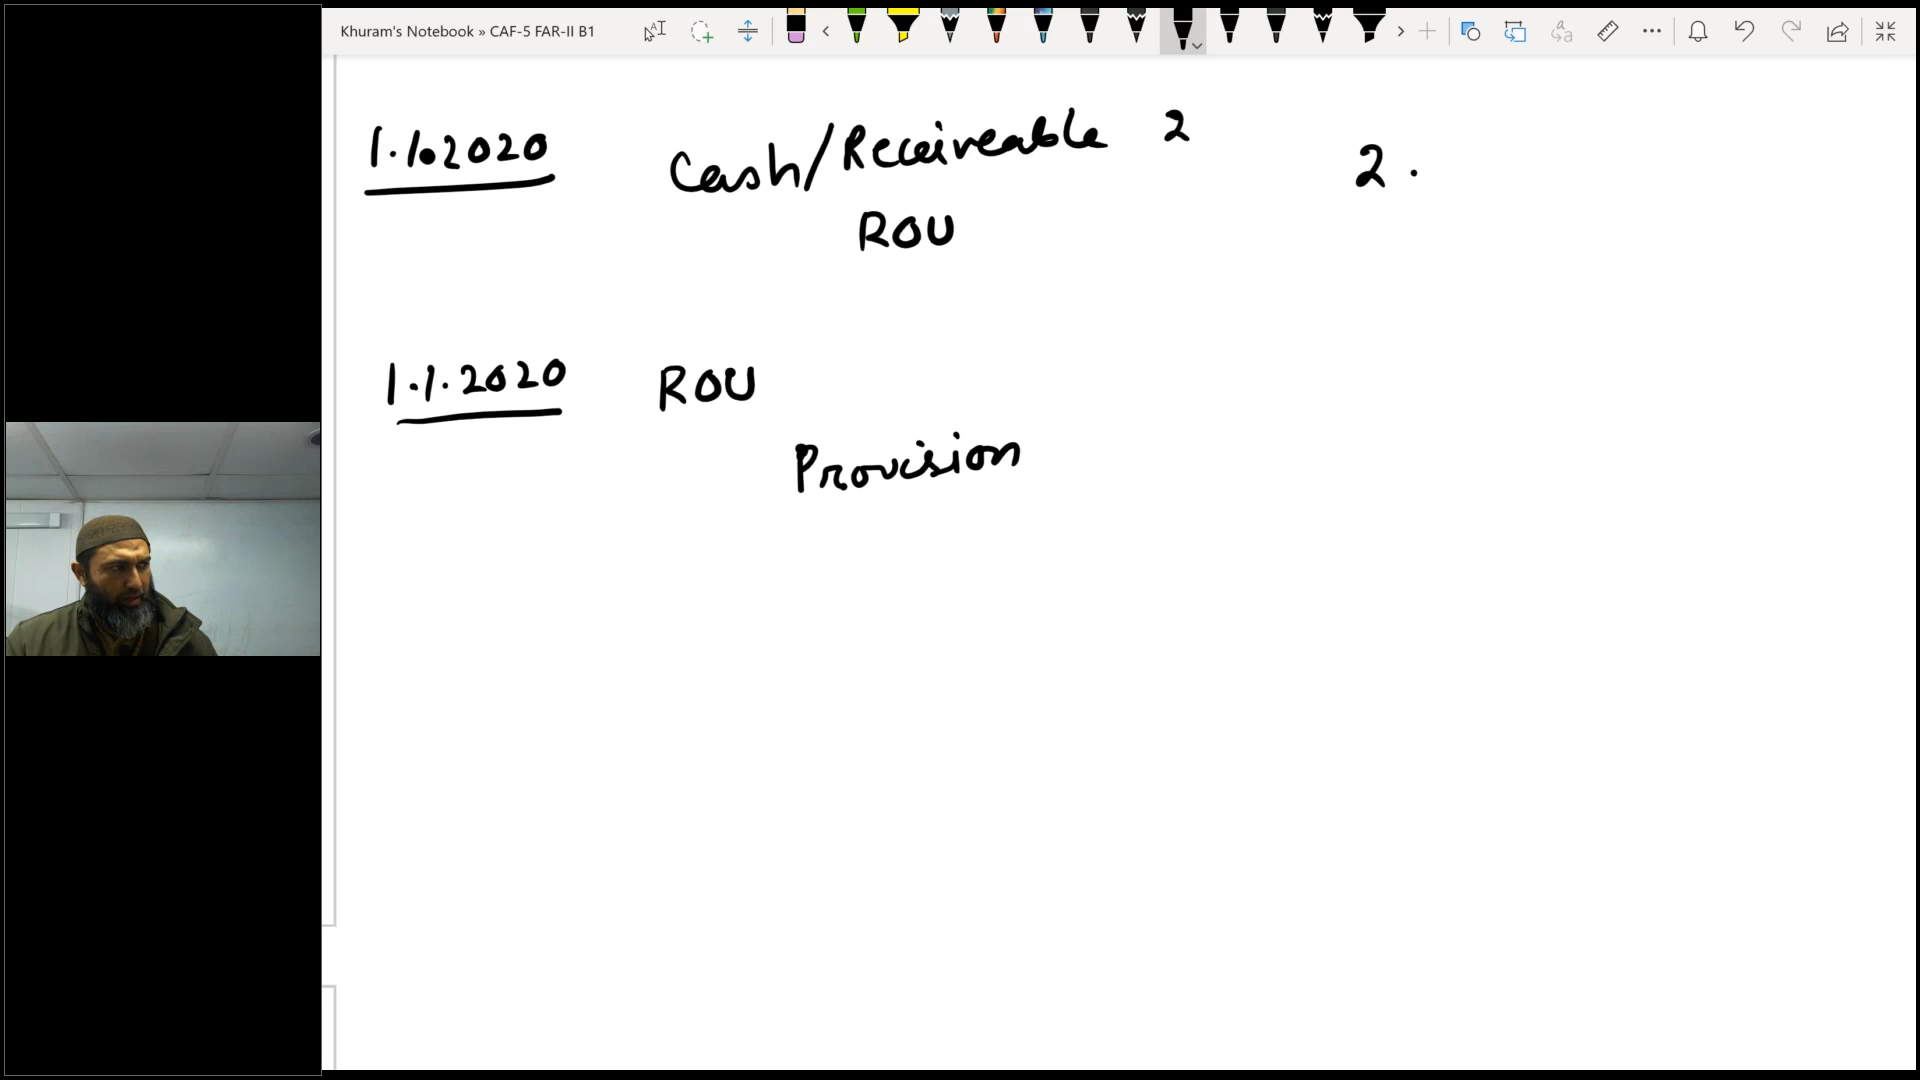 Khuram's Notebook » CAF-5 FAR-II B1
1.1.2020 Cash/Receiveable 2 2.
ROU
1.1.2020 ROU
Provision